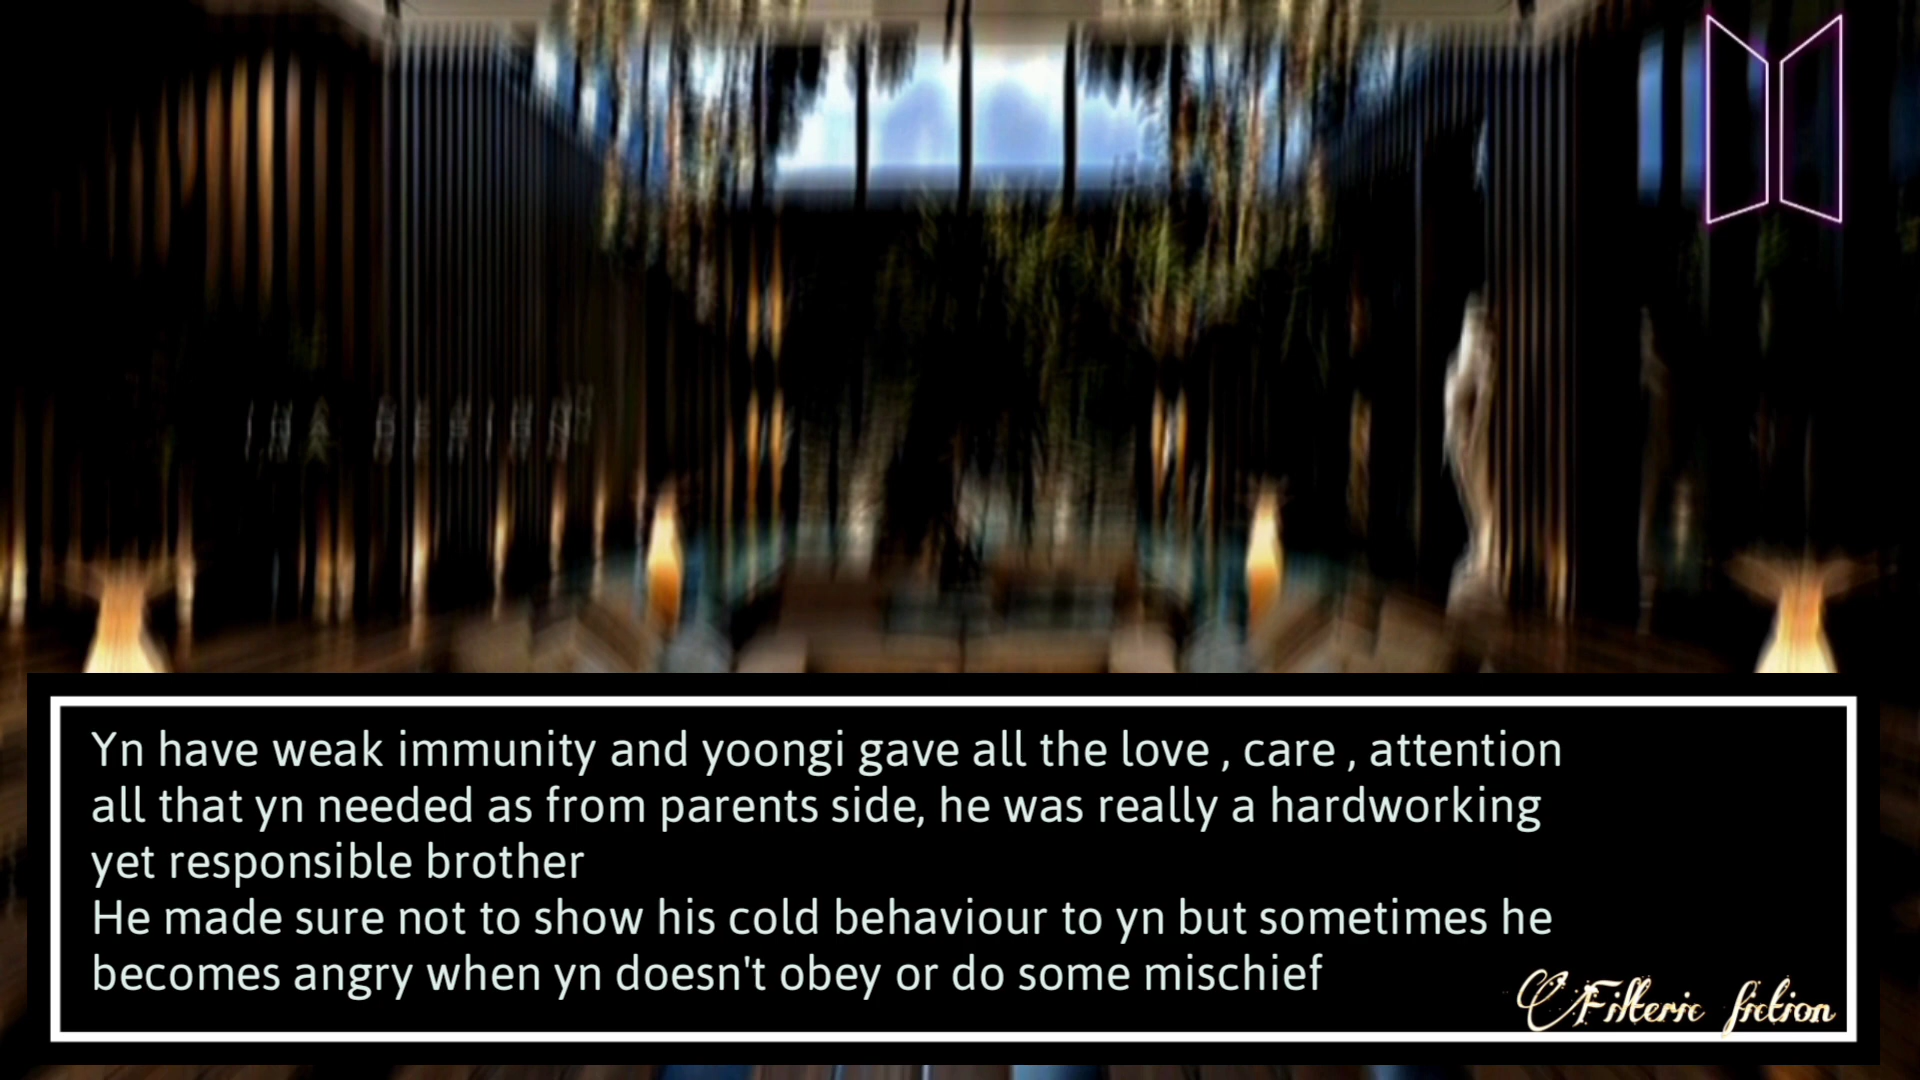 INA DESIGN
Yn have weak immunity and yoongi gave all the love , care , attention
all that yn needed as from parents side, he was really a hardworking
yet responsible brother
He made sure not to show his cold behaviour to yn but sometimes he
becomes angry when yn doesn't obey or do some mischief
Filteric fiction